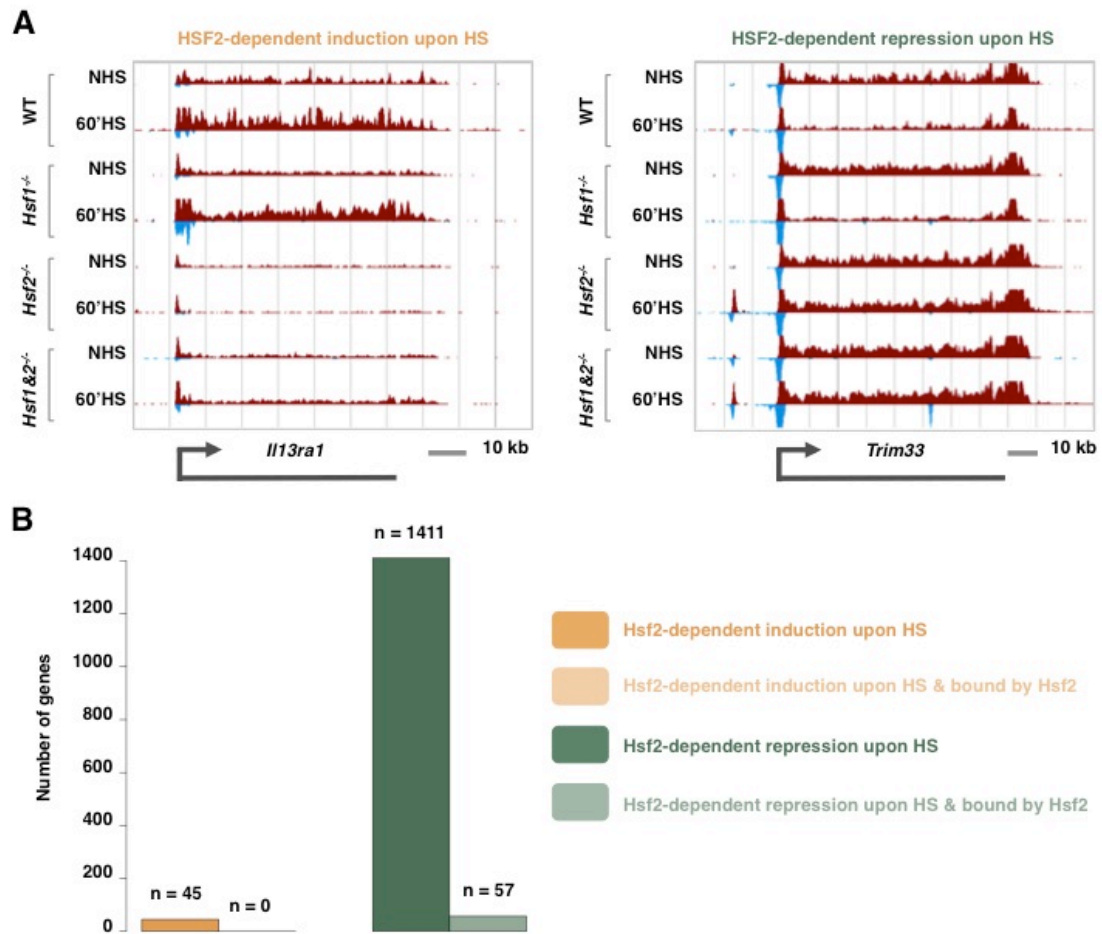 A
HSF2-dependent induction upon HS
WT
NHS
60'HS
Hsf1-/-
NHS
60'HS
Hsf2-/-
NHS
60'HS
Hsf1&2-/-
NHS
60'HS
Il13ra1
10 kb
HSF2-dependent repression upon HS
WT
NHS
60'HS
Hsf1-/-
NHS
60'HS
Hsf2-/-
NHS
60'HS
Hsf1&2-/-
NHS
60'HS
Trim33
10 kb
B
Number of genes
1400
1200
1000
800
600
400
200
0
n = 45
n = 0
n = 1411
n = 57
Hsf2-dependent induction upon HS
Hsf2-dependent induction upon HS & bound by Hsf2
Hsf2-dependent repression upon HS
Hsf2-dependent repression upon HS & bound by Hsf2